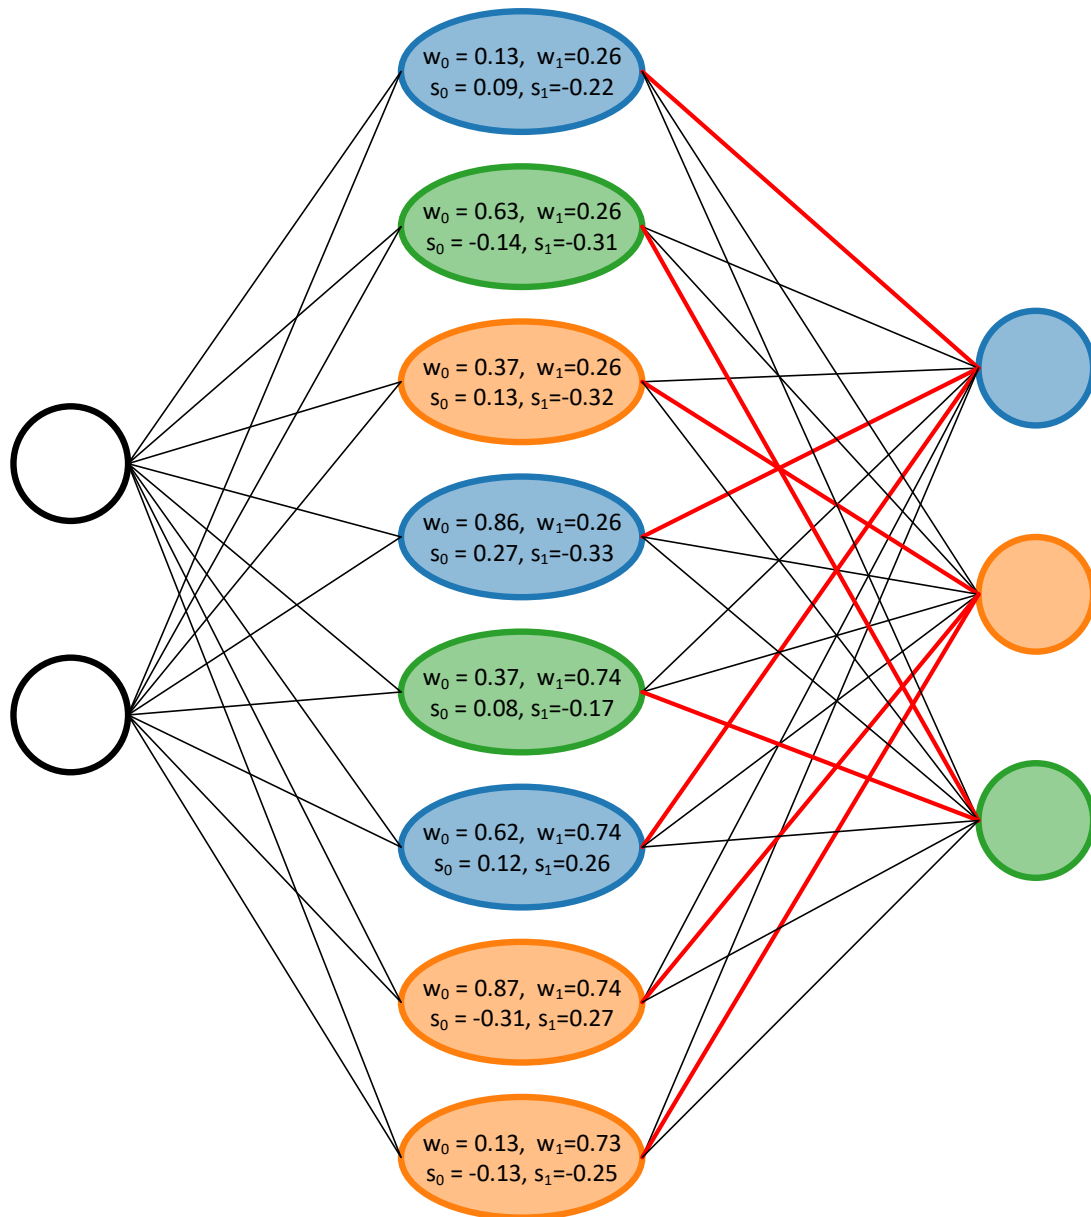 w₀ = 0.13, w₁=0.26
s₀ = 0.09, s₁=-0.22
w₀ = 0.63, w₁=0.26
s₀ = -0.14, s₁=-0.31
w₀ = 0.37, w₁=0.26
s₀ = 0.13, s₁=-0.32
w₀ = 0.86, w₁=0.26
s₀ = 0.27, s₁=-0.33
w₀ = 0.37, w₁=0.74
s₀ = 0.08, s₁=-0.17
w₀ = 0.62, w₁=0.74
s₀ = 0.12, s₁=0.26
w₀ = 0.87, w₁=0.74
s₀ = -0.31, s₁=0.27
w₀ = 0.13, w₁=0.73
s₀ = -0.13, s₁=-0.25